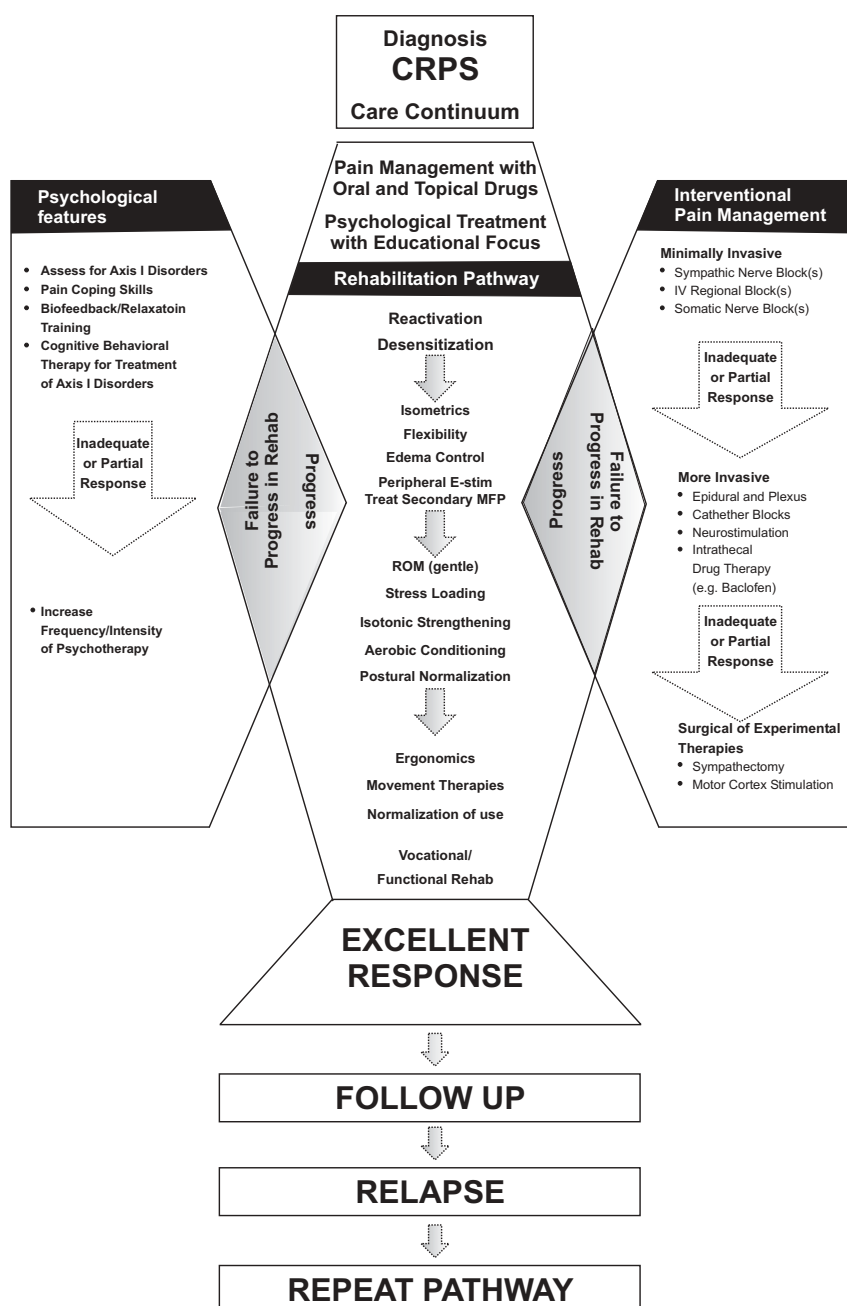 Diagnosis
CRPS
Care Continuum
Pain Management with
Oral and Topical Drugs
Psychological Treatment
with Educational Focus
Psychological
features
• Assess for Axis I Disorders
• Pain Coping Skills
• Biofeedback/Relaxatoin
Training
• Cognitive Behavioral
Therapy for Treatment
of Axis I Disorders
Inadequate
or Partial
Response
• Increase
Frequency/Intensity
of Psychotherapy
Failure to
Progress in Rehab
Progress
Rehabilitation Pathway
Reactivation
Desensitization
Isometrics
Flexibility
Edema Control
Peripheral E-stim
Treat Secondary MFP
ROM (gentle)
Stress Loading
Isotonic Strengthening
Aerobic Conditioning
Postural Normalization
Ergonomics
Movement Therapies
Normalization of use
Vocational/
Functional Rehab
Failure to
Progress in Rehab
Progress
Interventional
Pain Management
Minimally Invasive
• Sympathic Nerve Block(s)
• IV Regional Block(s)
• Somatic Nerve Block(s)
Inadequate
or Partial
Response
More Invasive
• Epidural and Plexus
• Cathether Blocks
• Neurostimulation
• Intrathecal
Drug Therapy
(e.g. Baclofen)
Inadequate
or Partial
Response
Surgical of Experimental
Therapies
• Sympathectomy
• Motor Cortex Stimulation
EXCELLENT
RESPONSE
FOLLOW UP
RELAPSE
REPEAT PATHWAY